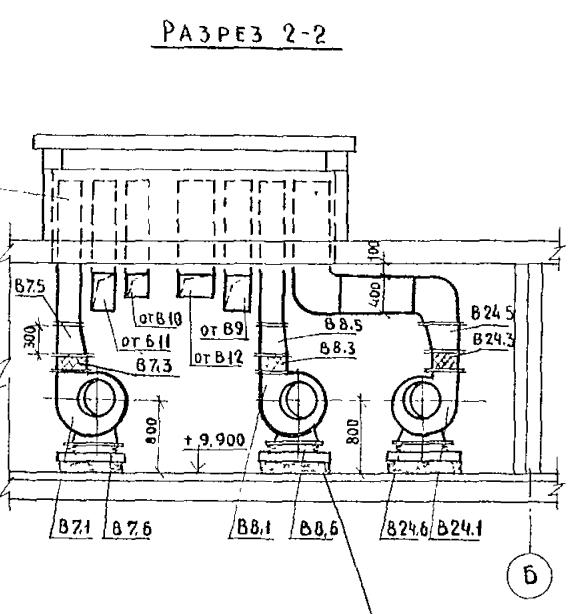 РАЗРЕЗ 2-2
100
В7.5
400
от В10
от В9
В8.5
В24.5
300
от В11
от В12
В8.3
В24.3
В7.3
800
+9,900
800
В7.1
В7.6
В8.1
В8.6
В24.6
В24.1
Б